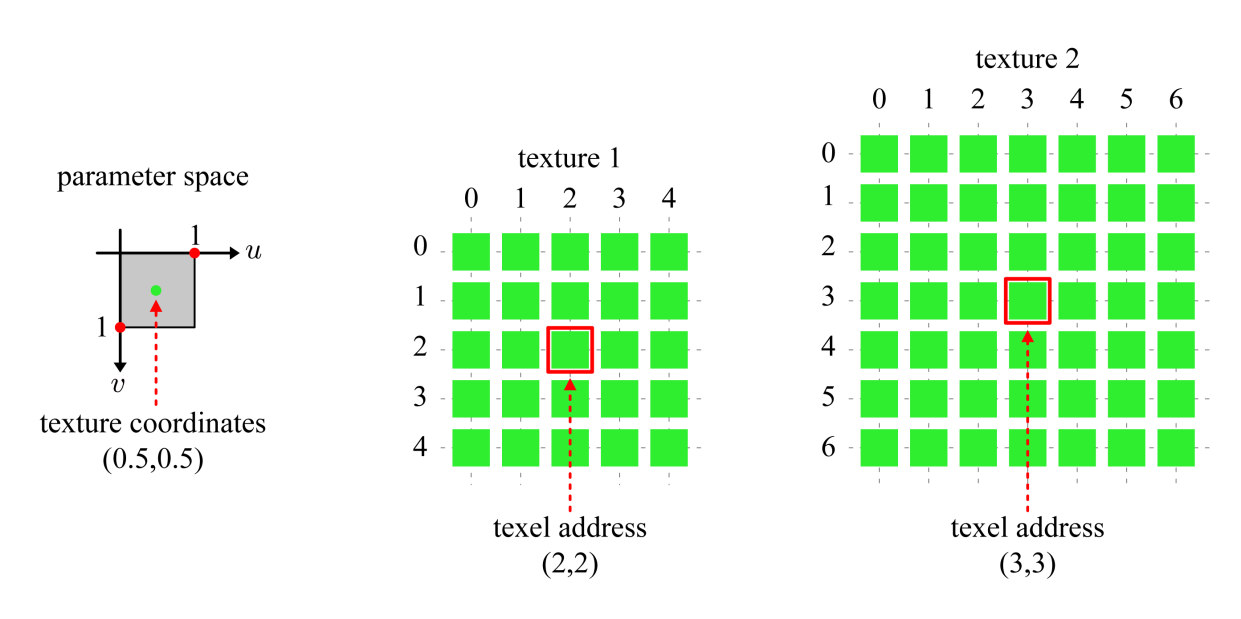 parameter space
1
u
1
v
texture coordinates
(0.5,0.5)
texture 1
0 1 2 3 4
0
1
2
3
4
texel address
(2,2)
texture 2
0 1 2 3 4 5 6
0
1
2
3
4
5
6
texel address
(3,3)